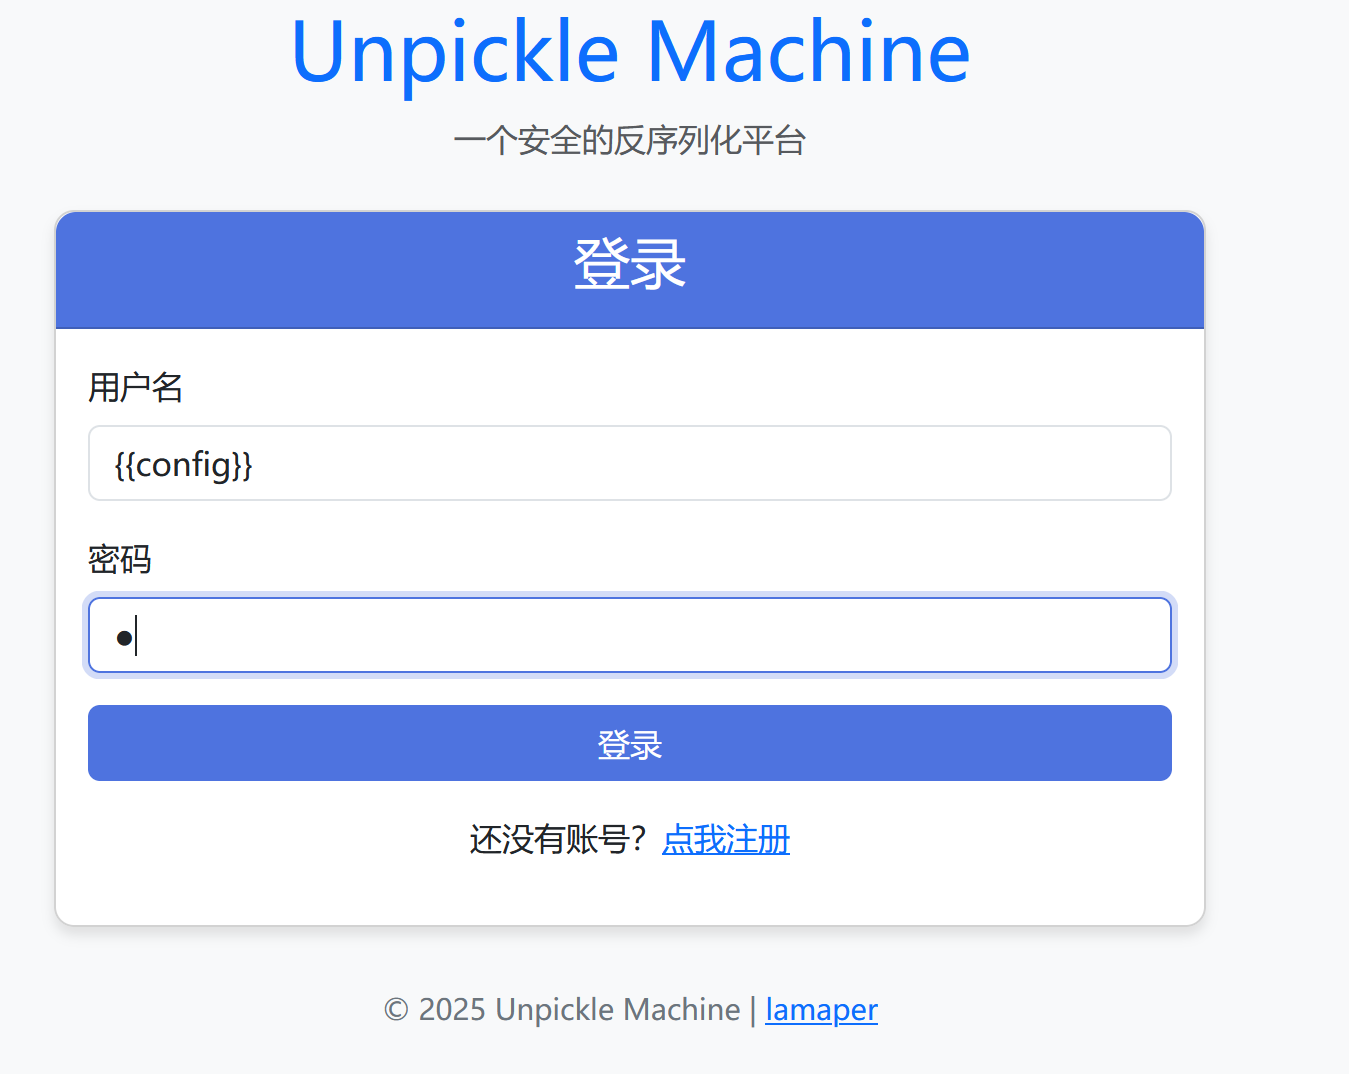 Unpickle Machine
一个安全的反序列化平台
登录
用户名
{{config}}
密码
●
登录
还没有账号？点我注册
© 2025 Unpickle Machine | lamaper